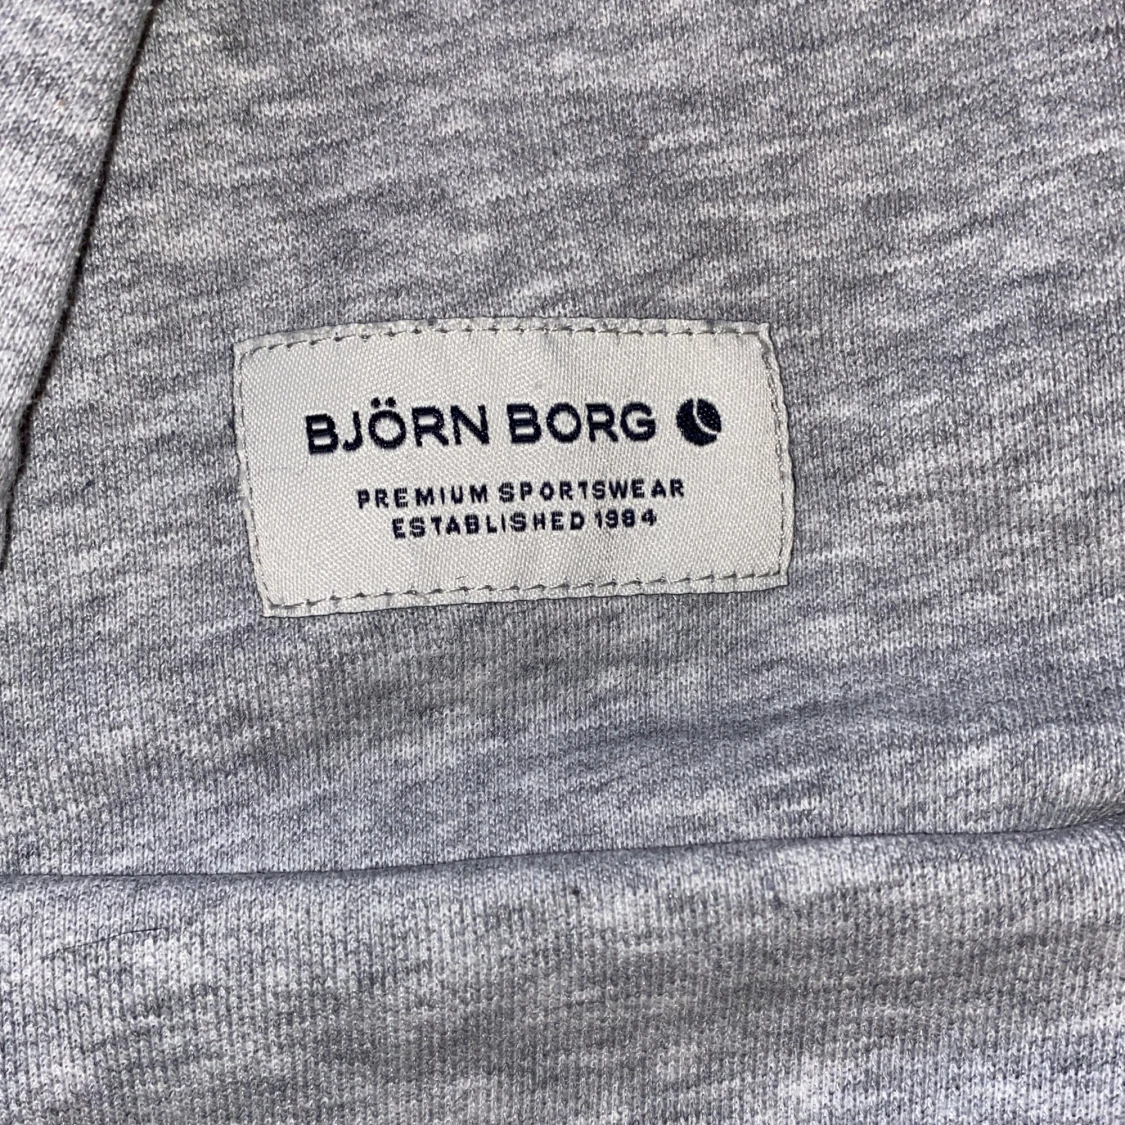 BJÖRN BORG
PREMIUM SPORTSWEAR
ESTABLISHED 1984